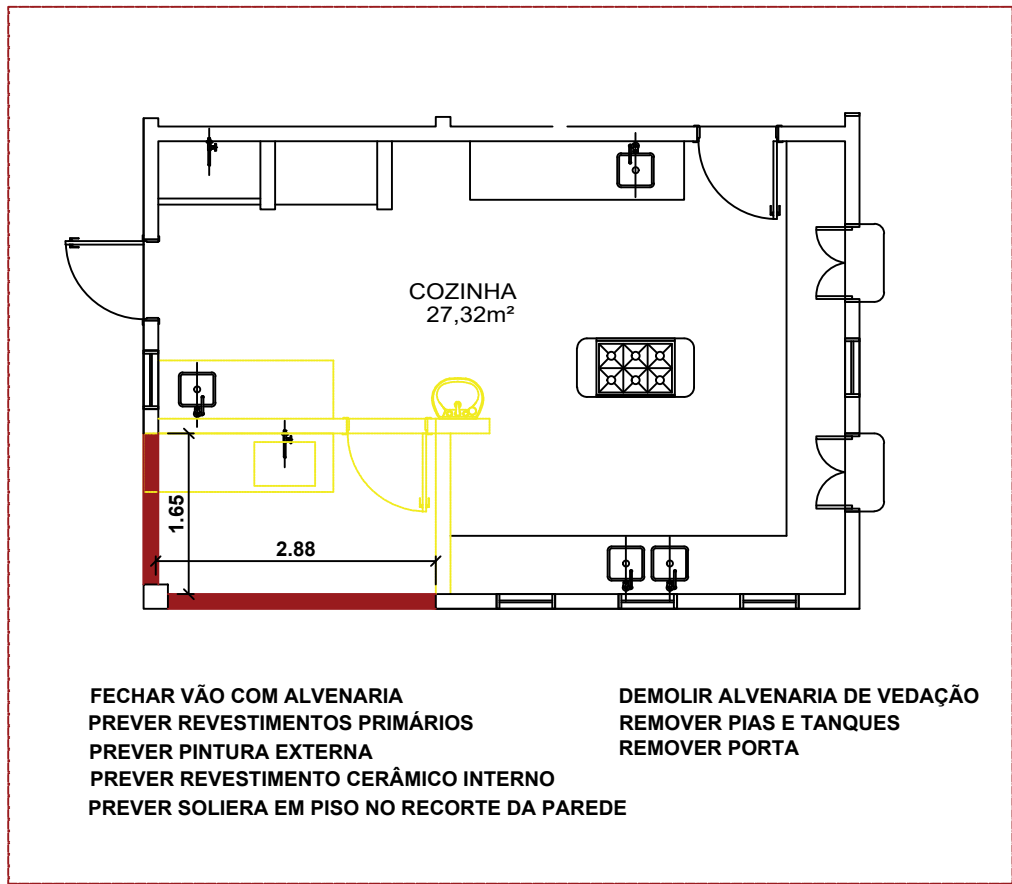 COZINHA
27,32m²
1.65
2.88
FECHAR VÃO COM ALVENARIA
PREVER REVESTIMENTOS PRIMÁRIOS
PREVER PINTURA EXTERNA
PREVER REVESTIMENTO CERÂMICO INTERNO
PREVER SOLIERA EM PISO NO RECORTE DA PAREDE
DEMOLIR ALVENARIA DE VEDAÇÃO
REMOVER PIAS E TANQUES
REMOVER PORTA